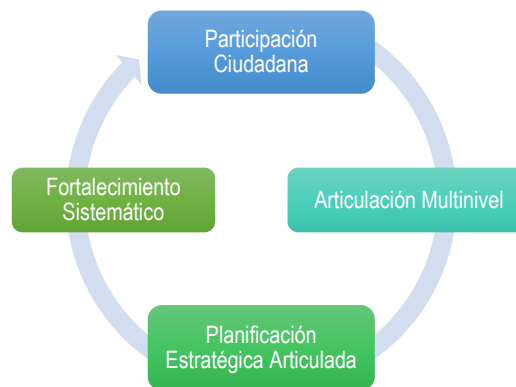 Participación
Ciudadana
Articulación Multinivel
Planificación
Estratégica Articulada
Fortalecimiento
Sistemático